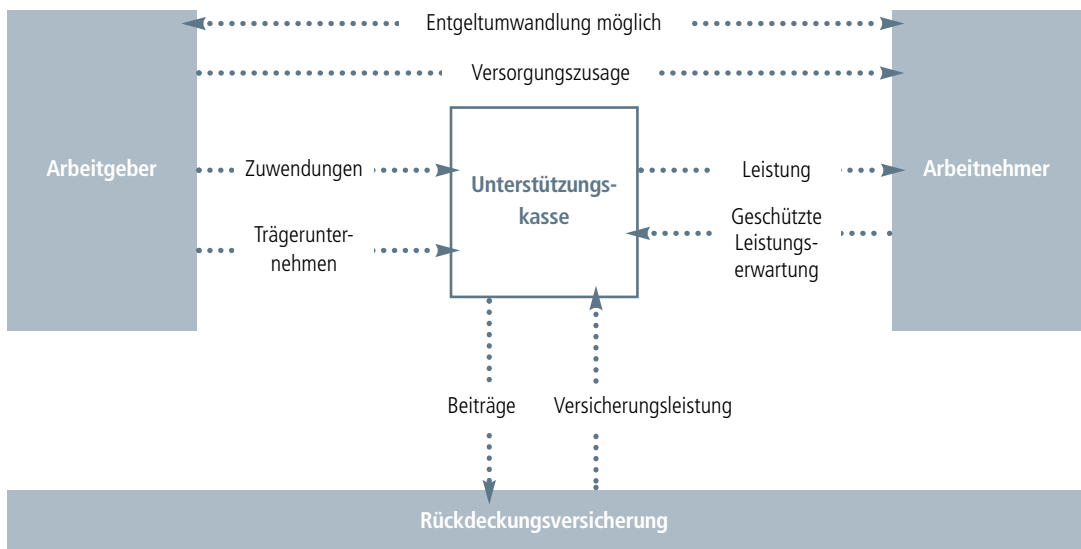 Entgeltumwandlung möglich
Versorgungszusage
Arbeitgeber
Zuwendungen
Trägerunter-
nehmen
Unterstützungs-
kasse
Leistung
Geschützte
Leistungs-
erwartung
Arbeitnehmer
Beiträge
Versicherungsleistung
Rückdeckungsversicherung